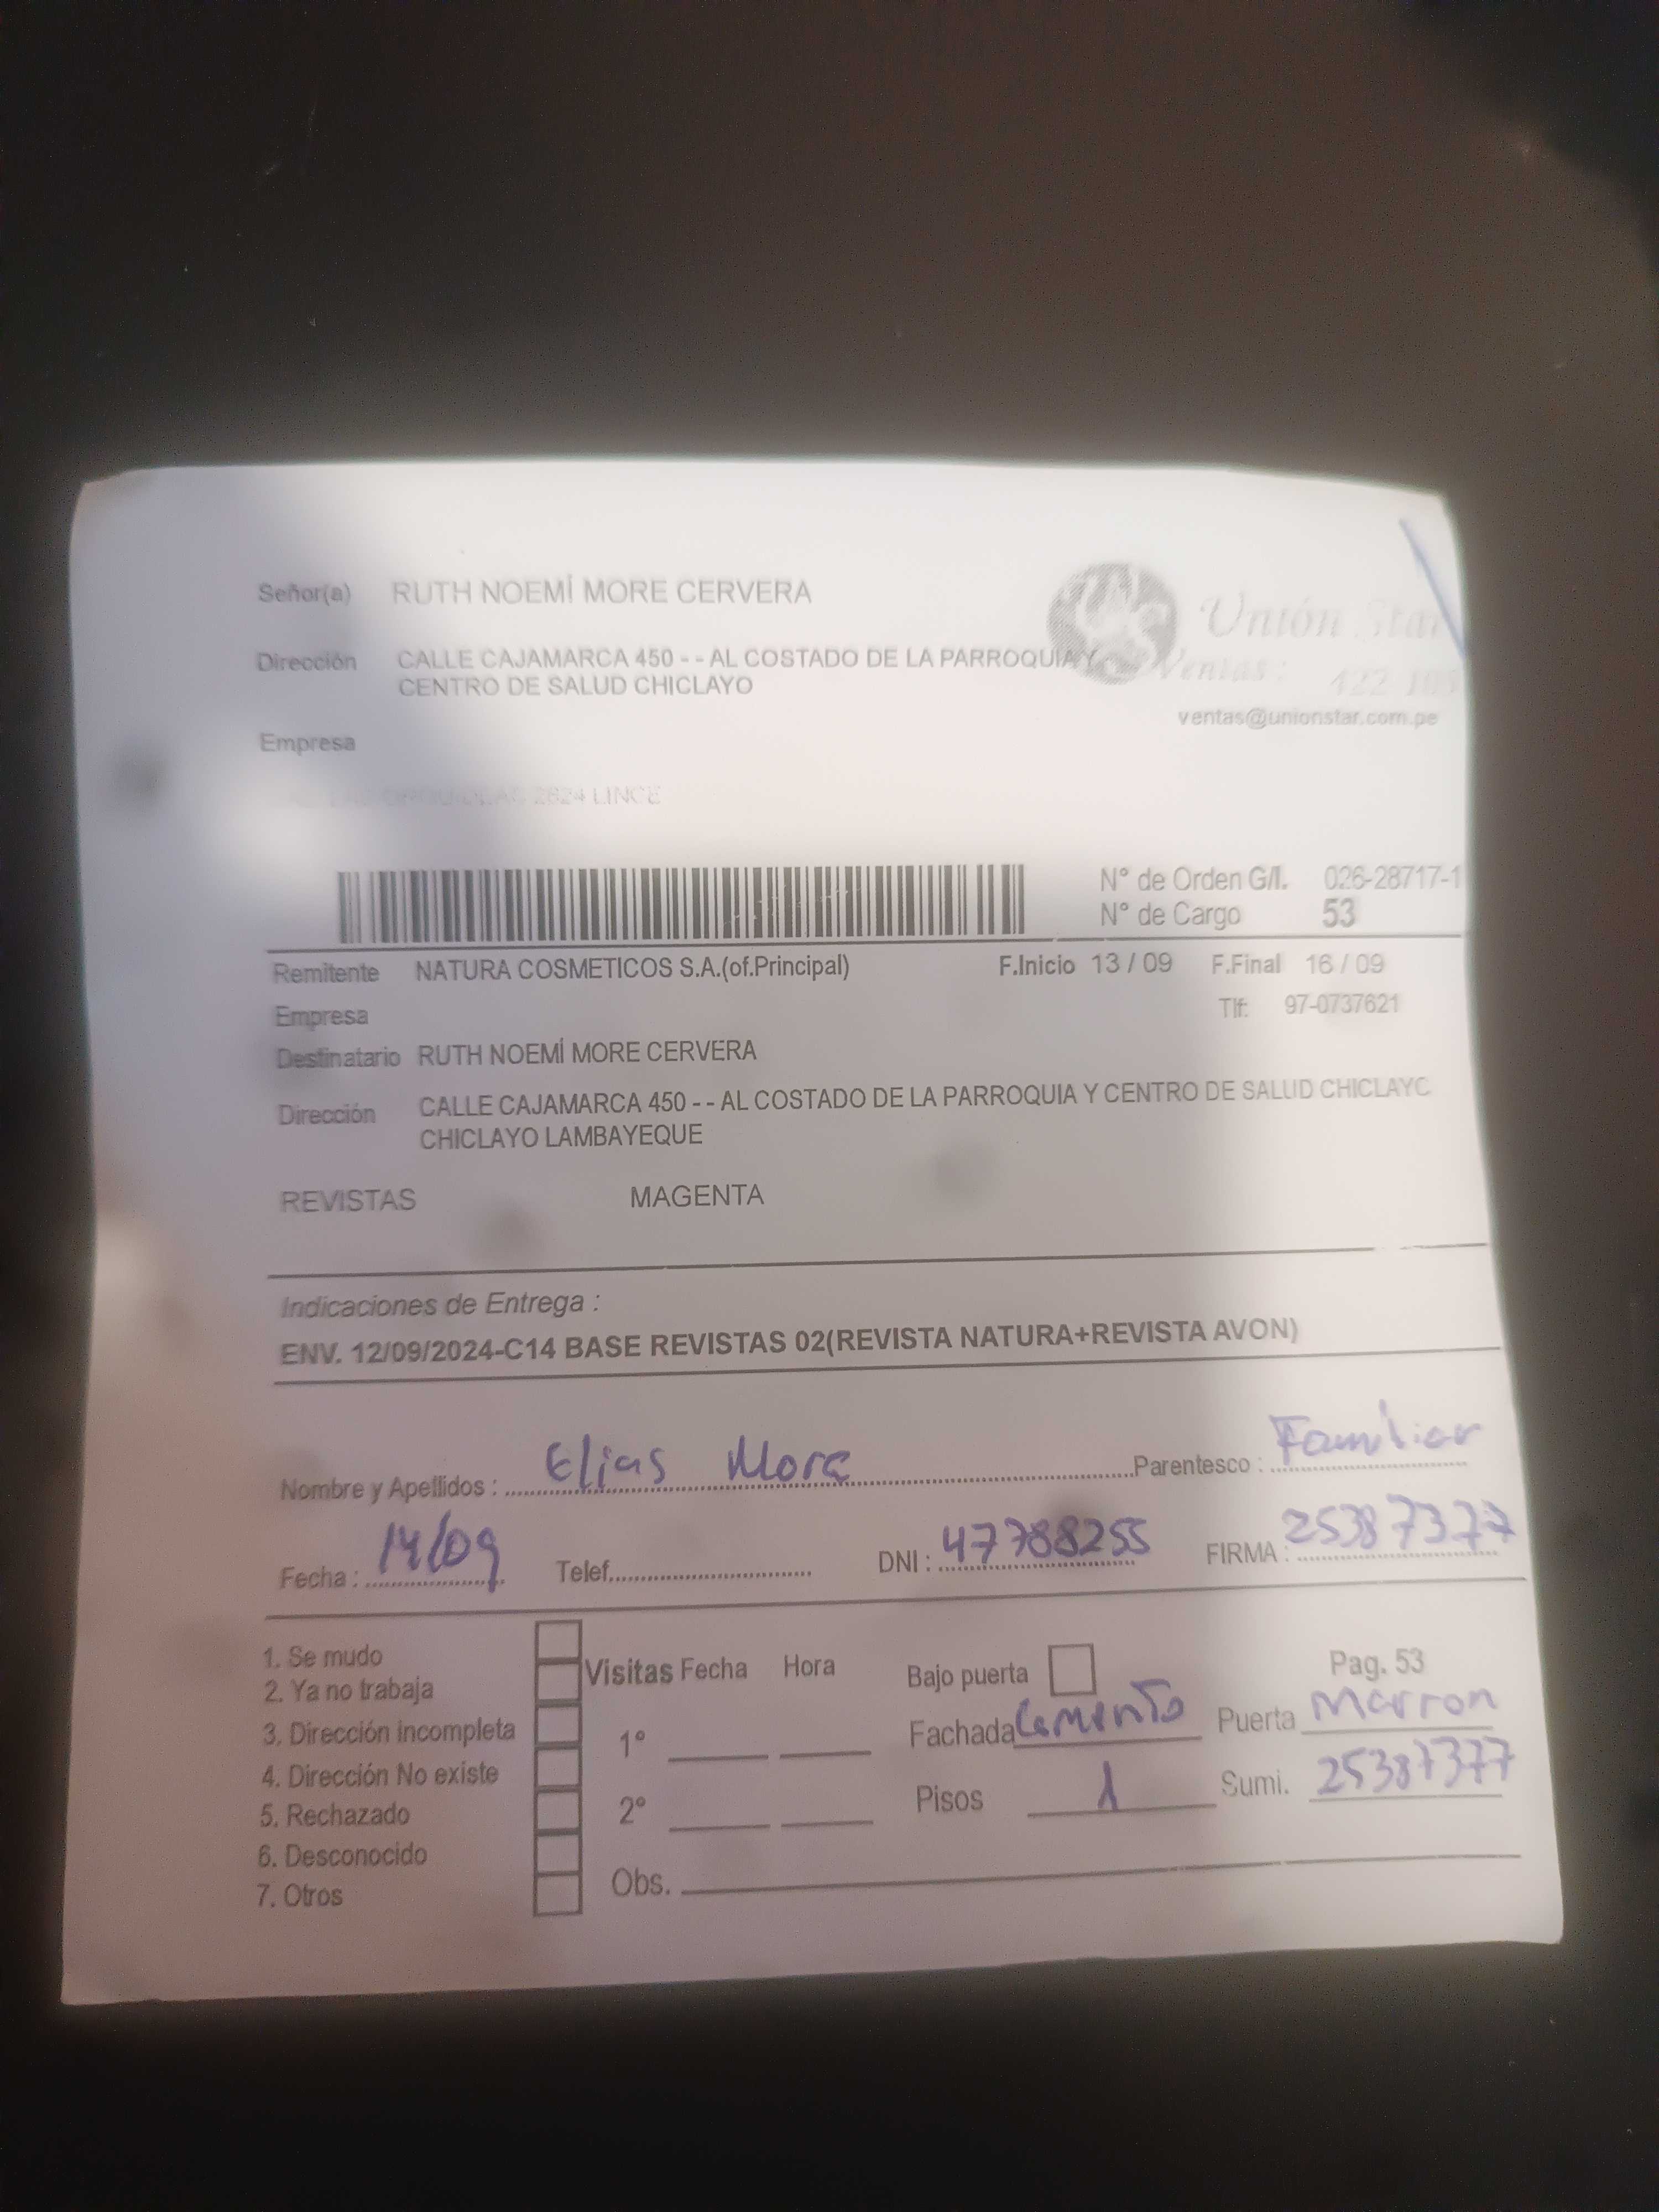 Señor(a) RUTH NOEMÍ MORE CERVERA
Unión Star
Dirección CALLE CAJAMARCA 450 - - AL COSTADO DE LA PARROQUIA Y
CENTRO DE SALUD CHICLAYO
Ventas: 422
ventas@unionstar.com.pe
Empresa
2824 LINCE
N° de Orden G/I. 026-28717-1
N° de Cargo 53
Remitente NATURA COSMETICOS S.A.(of.Principal) F.Inicio 13 / 09 F.Final 16 / 09
Empresa Tlf: 97-0737621
Destinatario RUTH NOEMÍ MORE CERVERA
Dirección CALLE CAJAMARCA 450 - - AL COSTADO DE LA PARROQUIA Y CENTRO DE SALUD CHICLAYO
CHICLAYO LAMBAYEQUE
REVISTAS MAGENTA
Indicaciones de Entrega :
ENV. 12/09/2024-C14 BASE REVISTAS 02(REVISTA NATURA+REVISTA AVON)
Nombre y Apellidos : Elias More Parentesco : Familiar
Fecha : 14/09 Telef. DNI : 47788255 FIRMA : 25387377
1. Se mudo
2. Ya no trabaja
3. Dirección incompleta
4. Dirección No existe
5. Rechazado
6. Desconocido
7. Otros
Visitas Fecha Hora
1°
2°
Obs.
Bajo puerta Pag. 53
Fachada Cemento Puerta Marron
Pisos 1 Sumi. 25387377